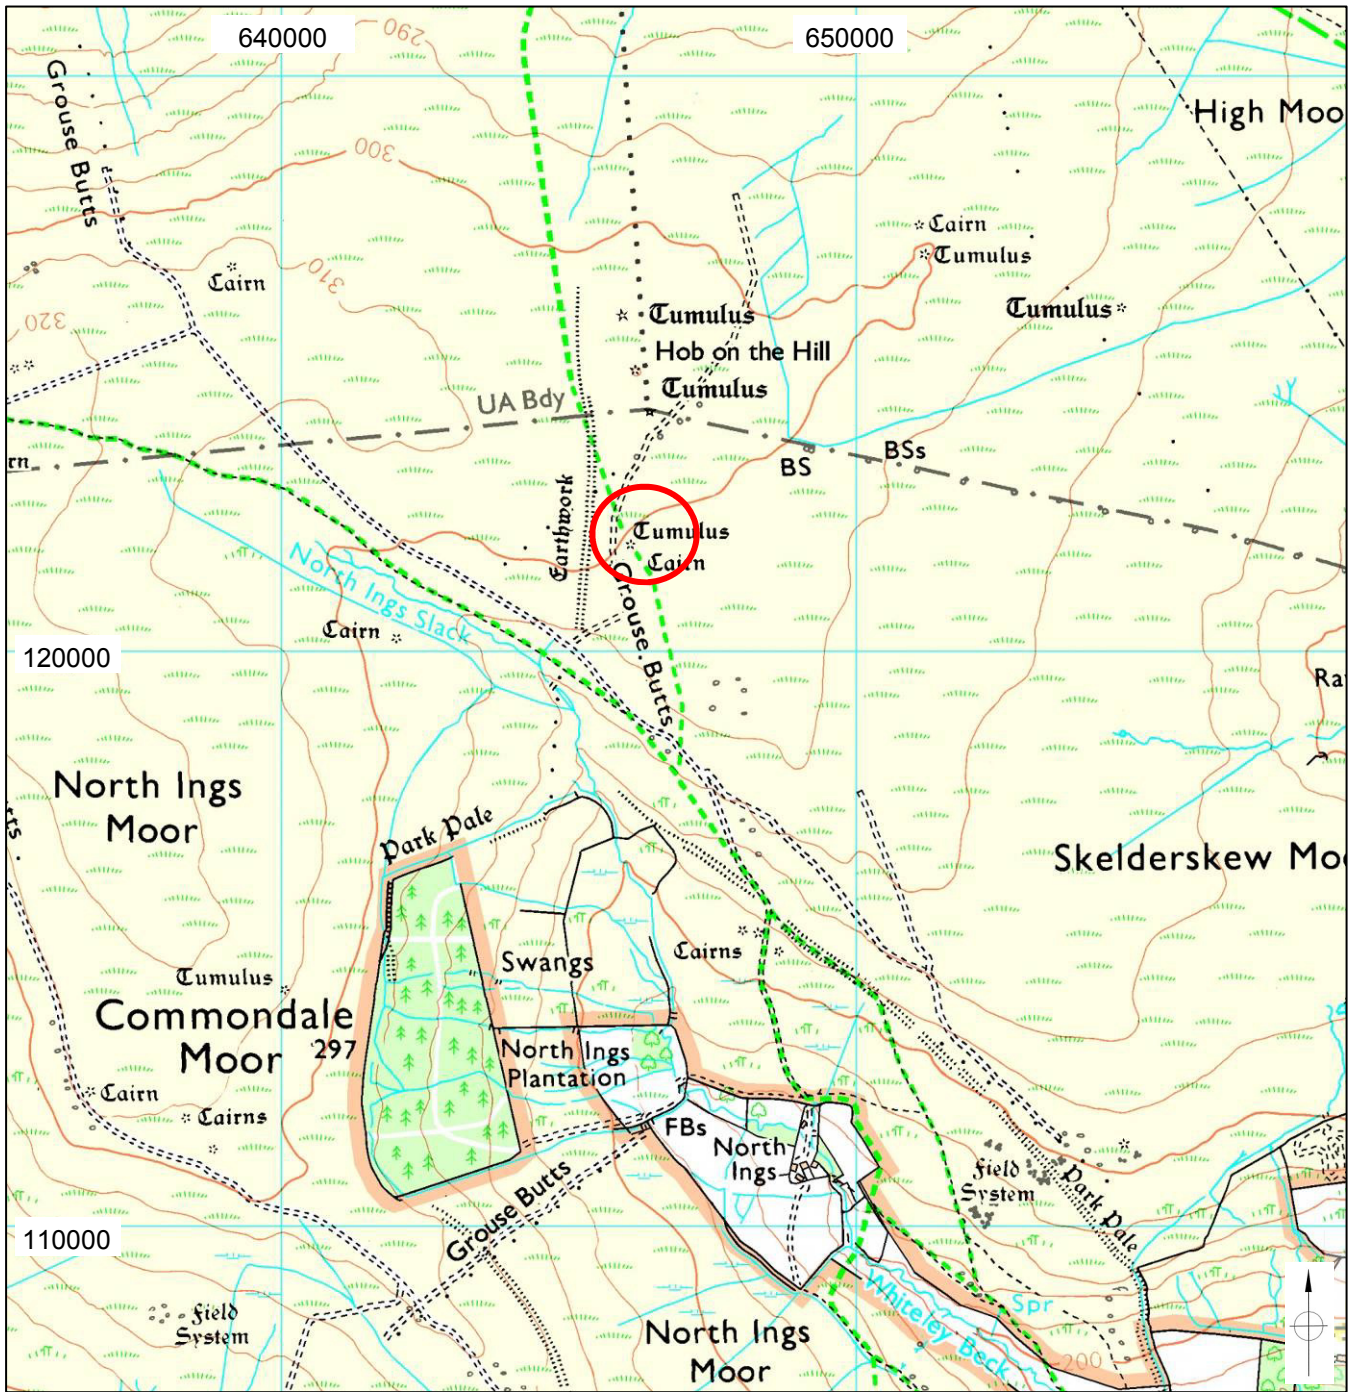 640000
650000
290
Grouse Butts
High Moo
300
Cairn
Tumulus
Cairn
310
Tumulus
320
Tumulus
Hob on the Hill
Tumulus
UA Bdy
BSs
BS
rn
Earthwork
Tumulus
Cairn
North Ings Slack
Grouse Butts
Cairn
120000
Ra
North Ings
Moor
rts
Park Pale
Skelderskew Mo
Cairns
Swangs
Tumulus
Commondale
Moor
297
North Ings
Plantation
Cairn
Cairns
FBs
North
Ings
Field
System
Park Pale
Grouse Butts
110000
Whiteley Beck
Spr
Field
System
North Ings
Moor
200